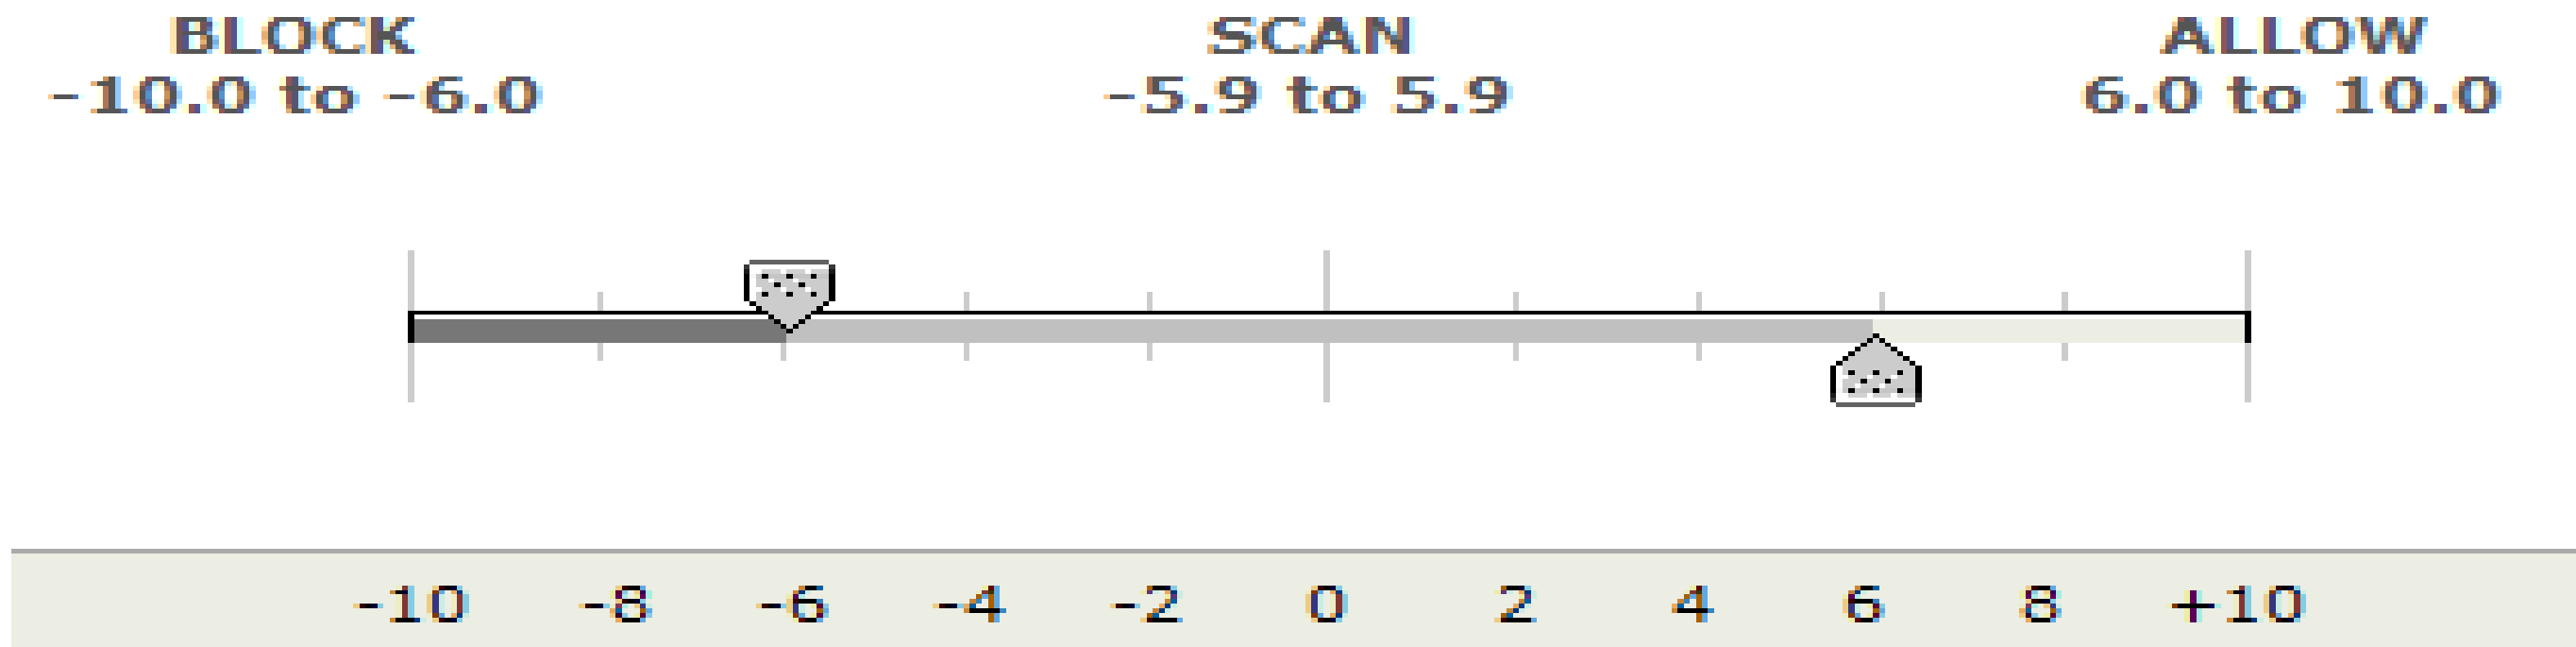 BLOCK SCAN ALLOW
-10.0 to -6.0 -5.9 to 5.9 6.0 to 10.0
-10 -8 -6 -4 -2 0 2 4 6 8 +10